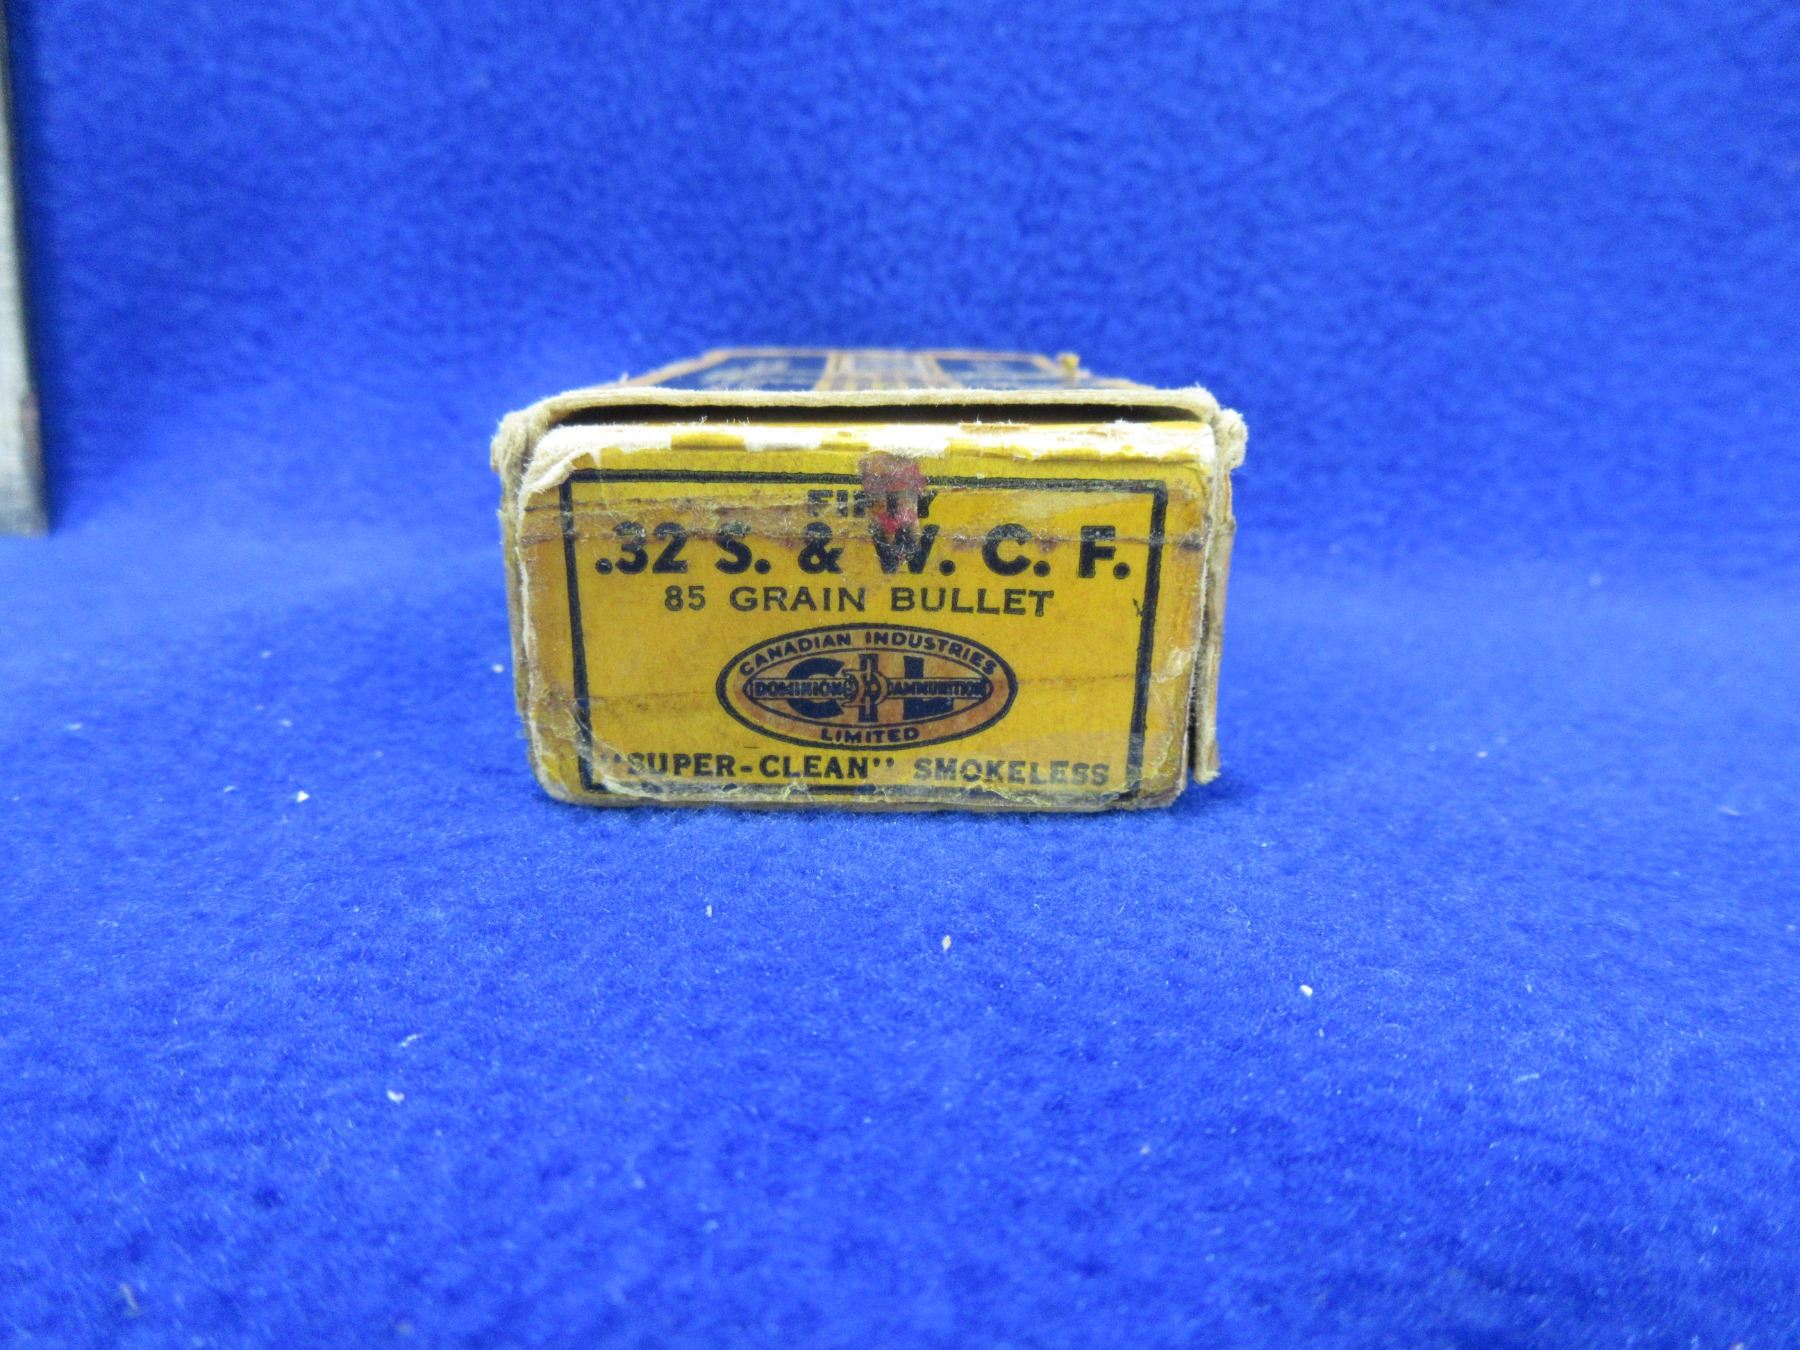 FIFTY
.32 S. & W. C. F.
85 GRAIN BULLET
CANADIAN INDUSTRIES
C-I-L
DOMINION AMMUNITION
LIMITED
"SUPER-CLEAN" SMOKELESS